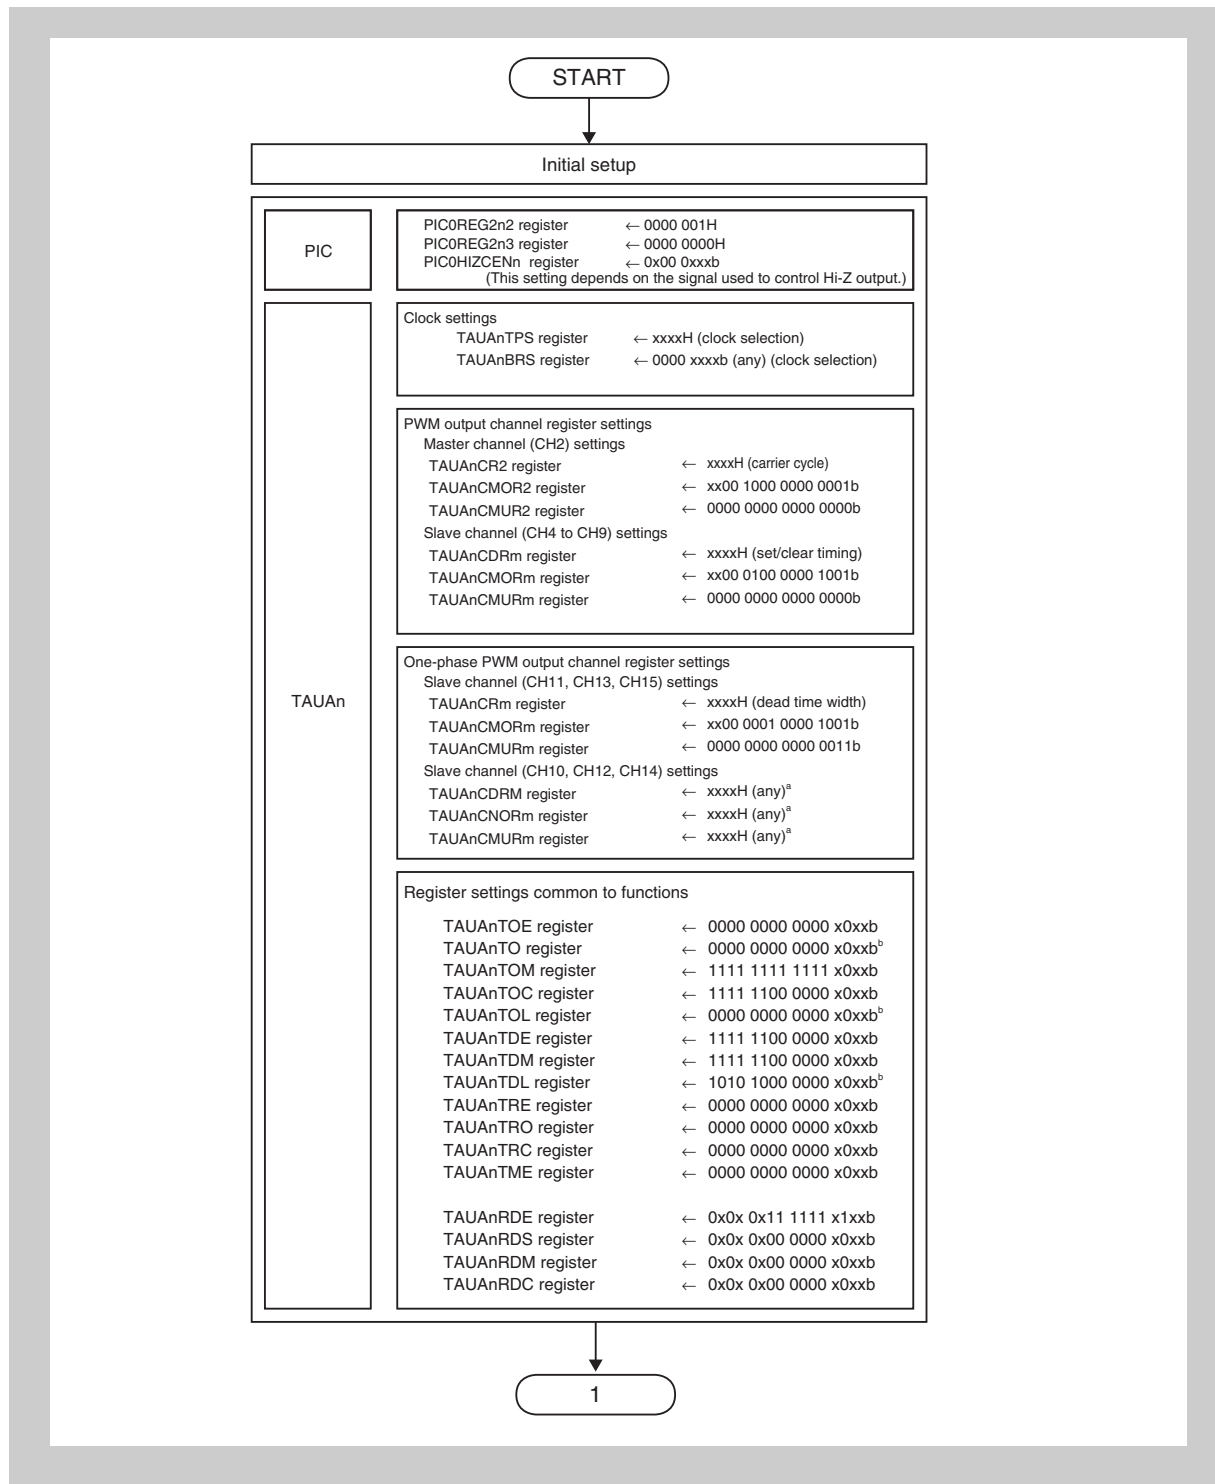 START
Initial setup
PIC
PIC0REG2n2 register ← 0000 001H
PIC0REG2n3 register ← 0000 0000H
PIC0HIZCENn register ← 0x00 0xxxb
(This setting depends on the signal used to control Hi-Z output.)
TAUAn
Clock settings
TAUAnTPS register ← xxxxH (clock selection)
TAUAnBRS register ← 0000 xxxxb (any) (clock selection)
PWM output channel register settings
Master channel (CH2) settings
TAUAnCR2 register ← xxxxH (carrier cycle)
TAUAnCMOR2 register ← xx00 1000 0000 0001b
TAUAnCMUR2 register ← 0000 0000 0000 0000b
Slave channel (CH4 to CH9) settings
TAUAnCDRm register ← xxxxH (set/clear timing)
TAUAnCMORm register ← xx00 0100 0000 1001b
TAUAnCMURm register ← 0000 0000 0000 0000b
One-phase PWM output channel register settings
Slave channel (CH11, CH13, CH15) settings
TAUAnCRm register ← xxxxH (dead time width)
TAUAnCMORm register ← xx00 0001 0000 1001b
TAUAnCMURm register ← 0000 0000 0000 0011b
Slave channel (CH10, CH12, CH14) settings
TAUAnCDRM register ← xxxxH (any)a
TAUAnCNORm register ← xxxxH (any)a
TAUAnCMURm register ← xxxxH (any)a
Register settings common to functions
TAUAnTOE register ← 0000 0000 0000 x0xxb
TAUAnTO register ← 0000 0000 0000 x0xxbb
TAUAnTOM register ← 1111 1111 1111 x0xxb
TAUAnTOC register ← 1111 1100 0000 x0xxb
TAUAnTOL register ← 0000 0000 0000 x0xxbb
TAUAnTDE register ← 1111 1100 0000 x0xxb
TAUAnTDM register ← 1111 1100 0000 x0xxb
TAUAnTDL register ← 1010 1000 0000 x0xxbb
TAUAnTRE register ← 0000 0000 0000 x0xxb
TAUAnTRO register ← 0000 0000 0000 x0xxb
TAUAnTRC register ← 0000 0000 0000 x0xxb
TAUAnTME register ← 0000 0000 0000 x0xxb
TAUAnRDE register ← 0x0x 0x11 1111 x1xxb
TAUAnRDS register ← 0x0x 0x00 0000 x0xxb
TAUAnRDM register ← 0x0x 0x00 0000 x0xxb
TAUAnRDC register ← 0x0x 0x00 0000 x0xxb
1